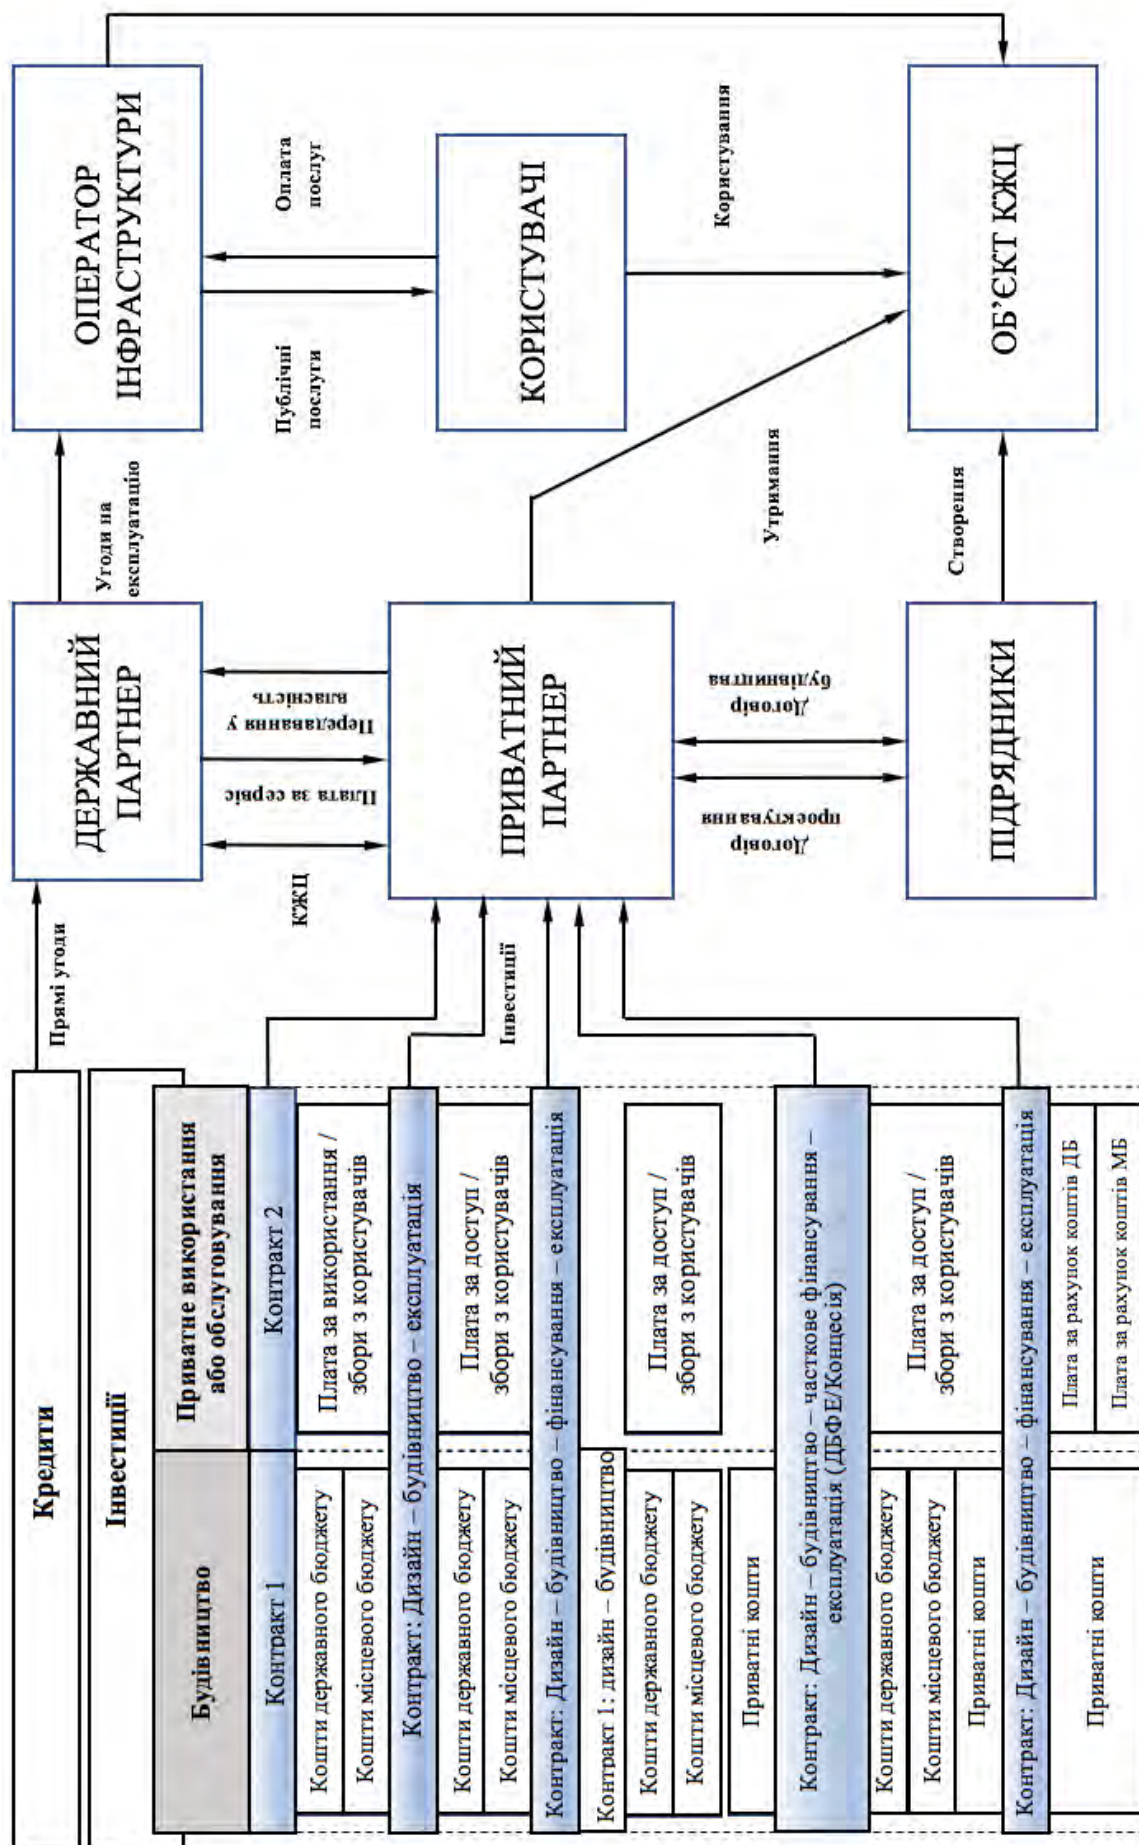 Кредити
Інвестиції
Будівництво
Приватне використання
або обслуговування
Контракт 1
Контракт 2
Кошти державного бюджету
Кошти місцевого бюджету
Плата за використання /
збори з користувачів
Контракт: Дизайн – будівництво – експлуатація
Кошти державного бюджету
Кошти місцевого бюджету
Плата за доступ /
збори з користувачів
Контракт: Дизайн – будівництво – фінансування – експлуатація
Контракт 1: дизайн – будівництво
Кошти державного бюджету
Кошти місцевого бюджету
Приватні кошти
Плата за доступ /
збори з користувачів
Контракт: Дизайн – будівництво – часткове фінансування –
експлуатація (ДБФЕ/Концесія)
Кошти державного бюджету
Кошти місцевого бюджету
Приватні кошти
Плата за доступ /
збори з користувачів
Контракт: Дизайн – будівництво – фінансування – експлуатація
Приватні кошти
Плата за рахунок коштів ДБ
Плата за рахунок коштів МБ
Прямі угоди
Інвестиції
ДЕРЖАВНИЙ
ПАРТНЕР
КЖЦ
Плата за сервіс
Передавання у
власність
ПРИВАТНИЙ
ПАРТНЕР
Договір
проектування
Договір
будівництва
ПІДРЯДНИКИ
Угоди на
експлуатацію
Утримання
Створення
ОПЕРАТОР
ІНФРАСТРУКТУРИ
Публічні
послуги
Оплата
послуг
КОРИСТУВАЧІ
Користування
ОБ’ЄКТ КЖЦ